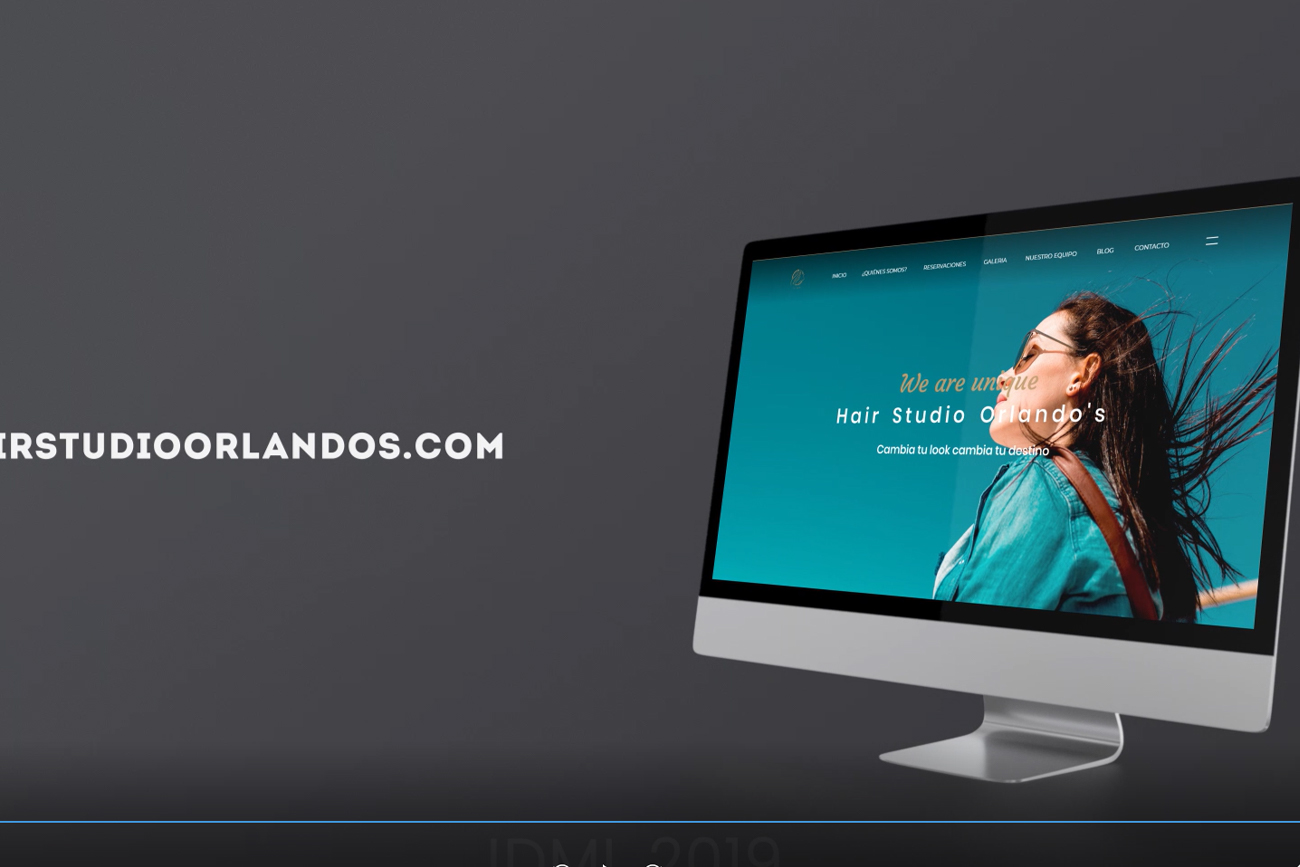 INICIO ¿QUIÉNES SOMOS? RESERVACIONES GALERIA NUESTRO EQUIPO BLOG CONTACTO
We are unique
Hair Studio Orlando's
Cambia tu look cambia tu destino
IRSTUDIOORLANDOS.COM
2019